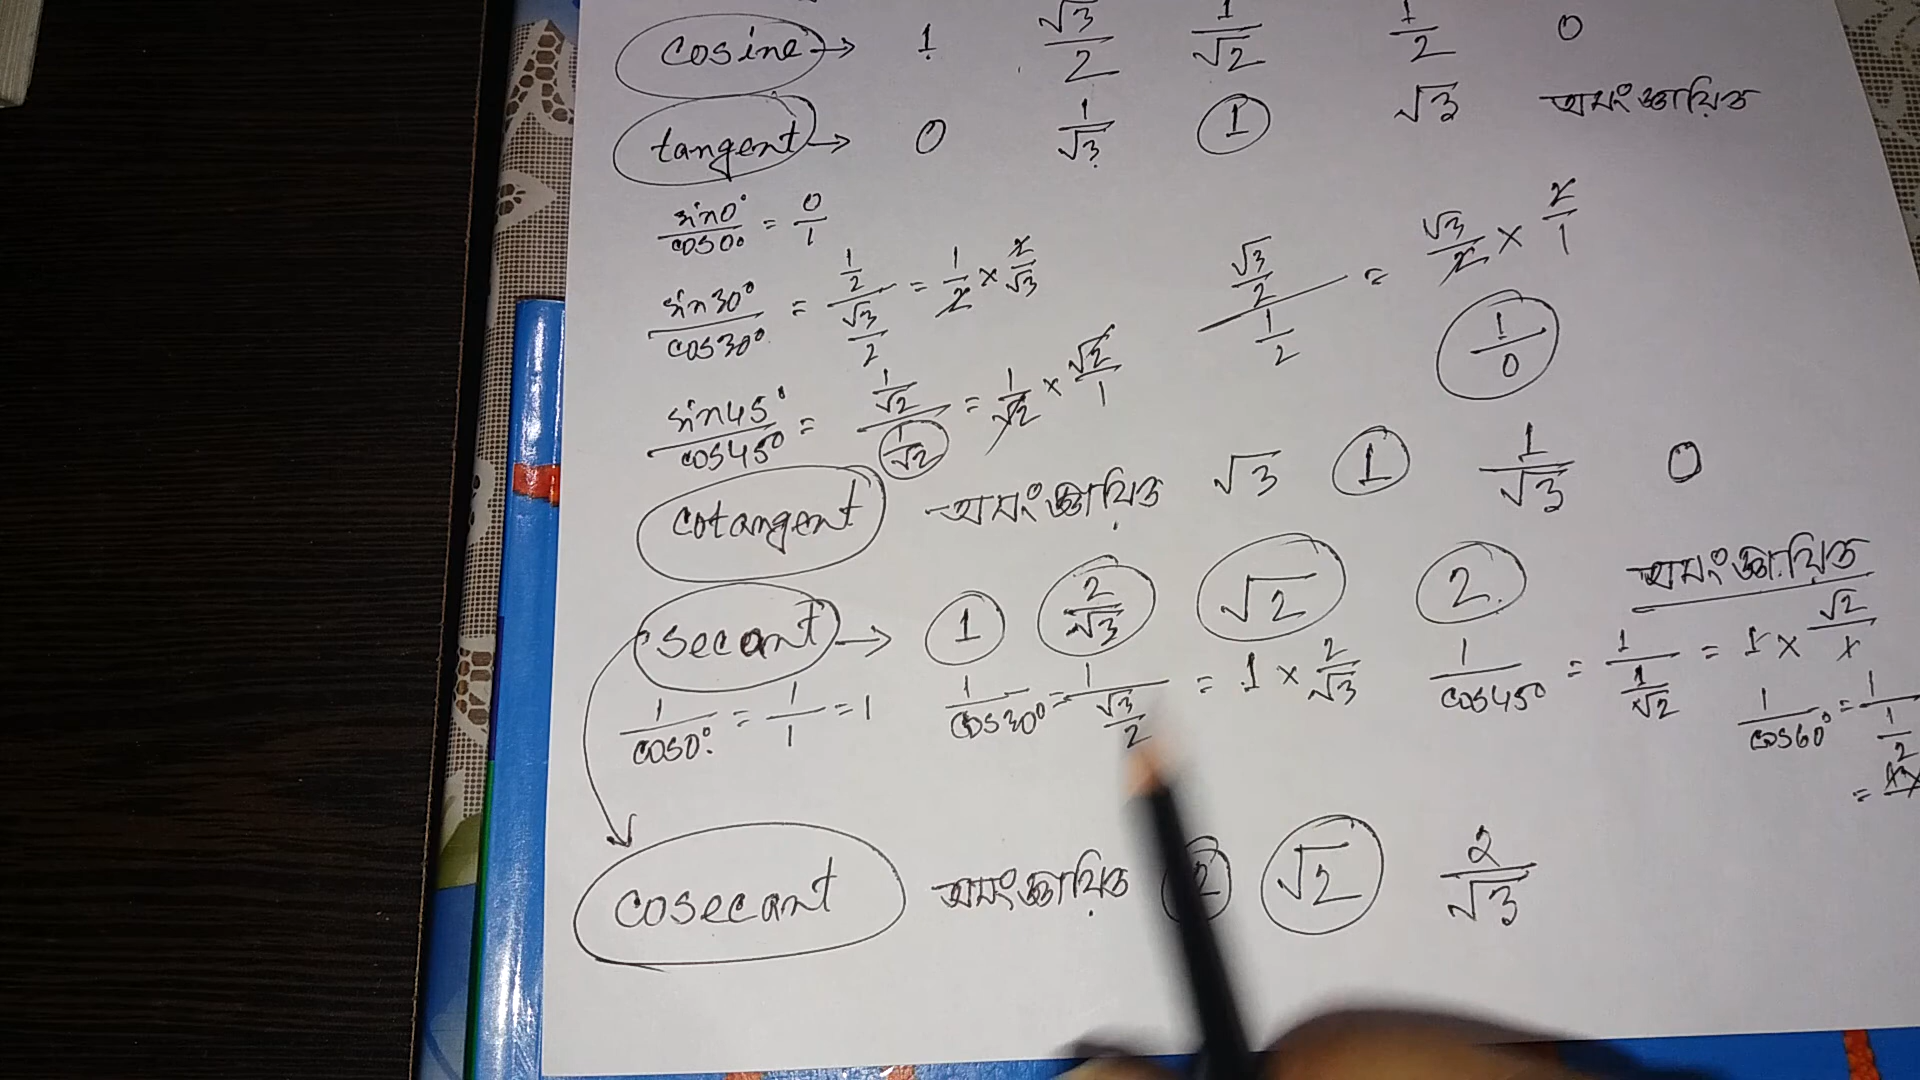 cosine → 1 √3/2 1/√2 1/2 0
tangent → 0 1/√3 1 √3 অসংজ্ঞায়িত
sin0°/cos0° = 0/1
sin30°/cos30° = (1/2)/(√3/2) = 1/2 × 2/√3
(√3/2)/(1/2) = √3/2 × 2/1
1/0
sin45°/cos45° = (1/√2)/(1/√2) = 1/√2 × √2/1
cotangent অসংজ্ঞায়িত √3 1 1/√3 0
secant → 1 2/√3 √2 2 অসংজ্ঞায়িত
1/cos0° = 1/1 = 1
1/cos30° = 1/(√3/2) = 1 × 2/√3
1/cos45° = 1/(1/√2) = 1 × √2/1
1/cos60° = 1/(1/2)
=
cosecant অসংজ্ঞায়িত 2 √2 2/√3